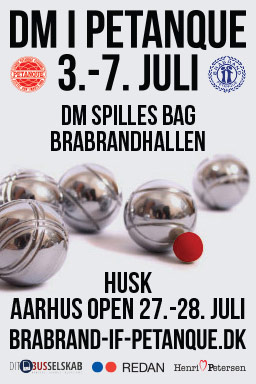 DM I PETANQUE
PETANQUE
3.-7. JULI
DM SPILLES BAG
BRABRANDHALLEN
HUSK
AARHUS OPEN 27.-28. JULI
BRABRAND-IF-PETANQUE.DK
BUSSELSKAB
REDAN
Henri Petersen